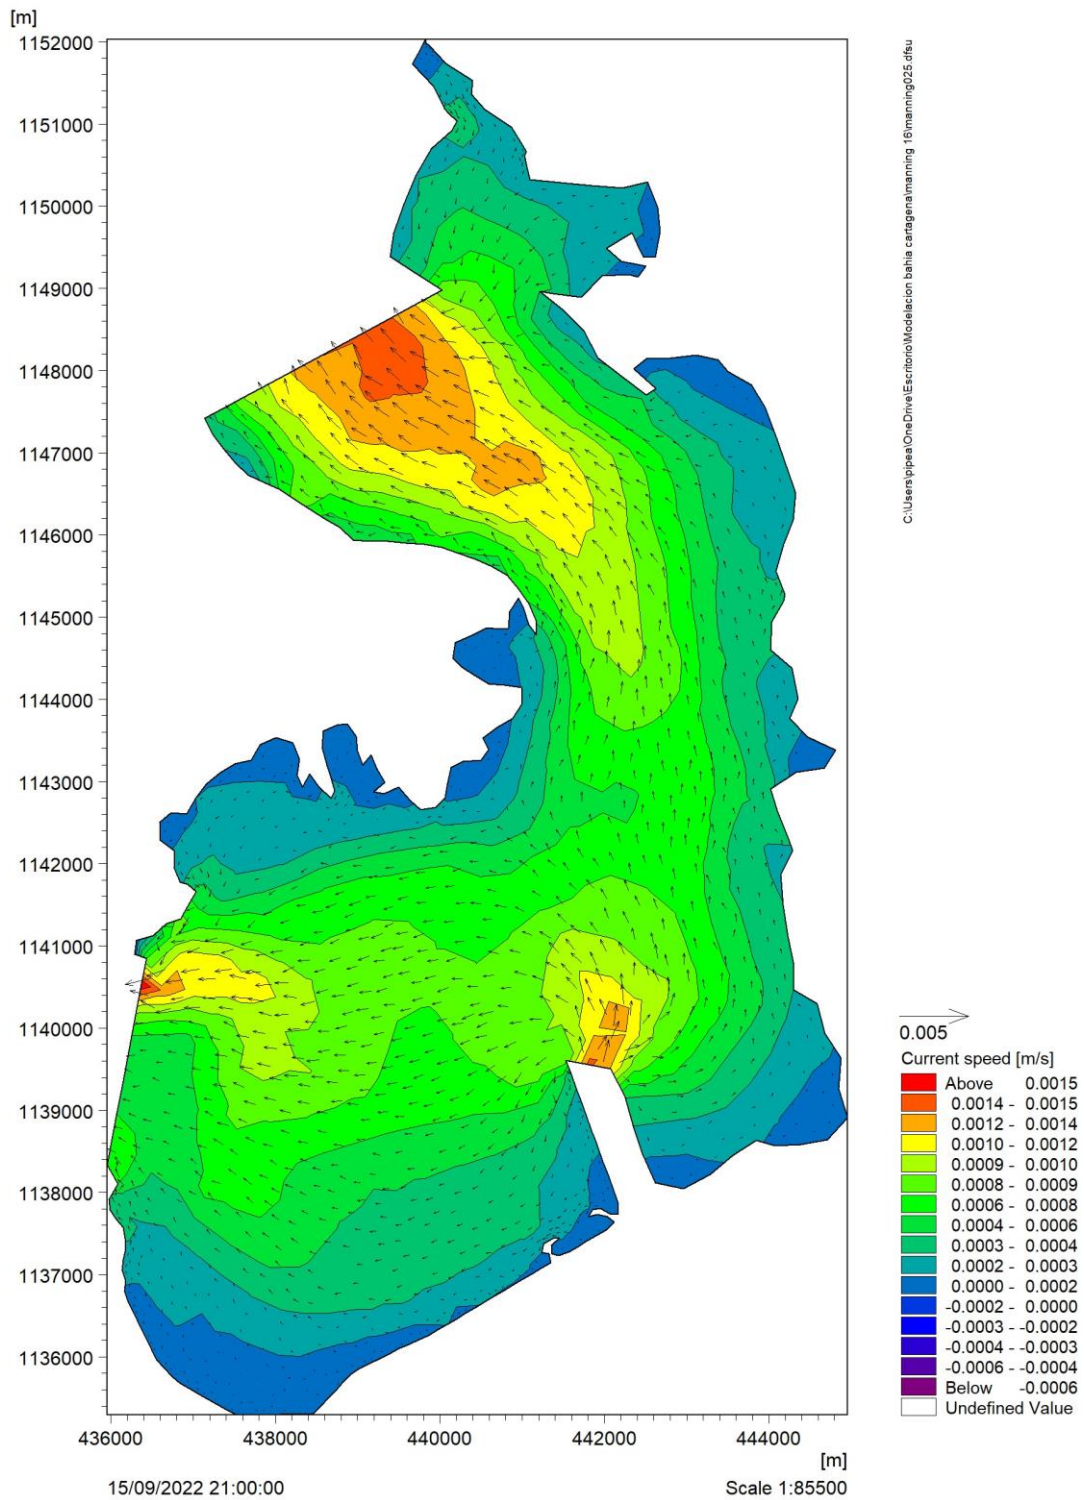 [m]
1152000
1151000
1150000
1149000
1148000
1147000
1146000
1145000
1144000
1143000
1142000
1141000
1140000
1139000
1138000
1137000
1136000
436000 438000 440000 442000 444000
[m]
15/09/2022 21:00:00 Scale 1:85500
C:\Users\pipea\OneDrive\Escritorio\Modelacion bahia cartagena\manning 16\manning025.dfsu
0.005
Current speed [m/s]
Above 0.0015
0.0014 - 0.0015
0.0012 - 0.0014
0.0010 - 0.0012
0.0009 - 0.0010
0.0008 - 0.0009
0.0006 - 0.0008
0.0004 - 0.0006
0.0003 - 0.0004
0.0002 - 0.0003
0.0000 - 0.0002
-0.0002 - 0.0000
-0.0003 - -0.0002
-0.0004 - -0.0003
-0.0006 - -0.0004
Below -0.0006
Undefined Value